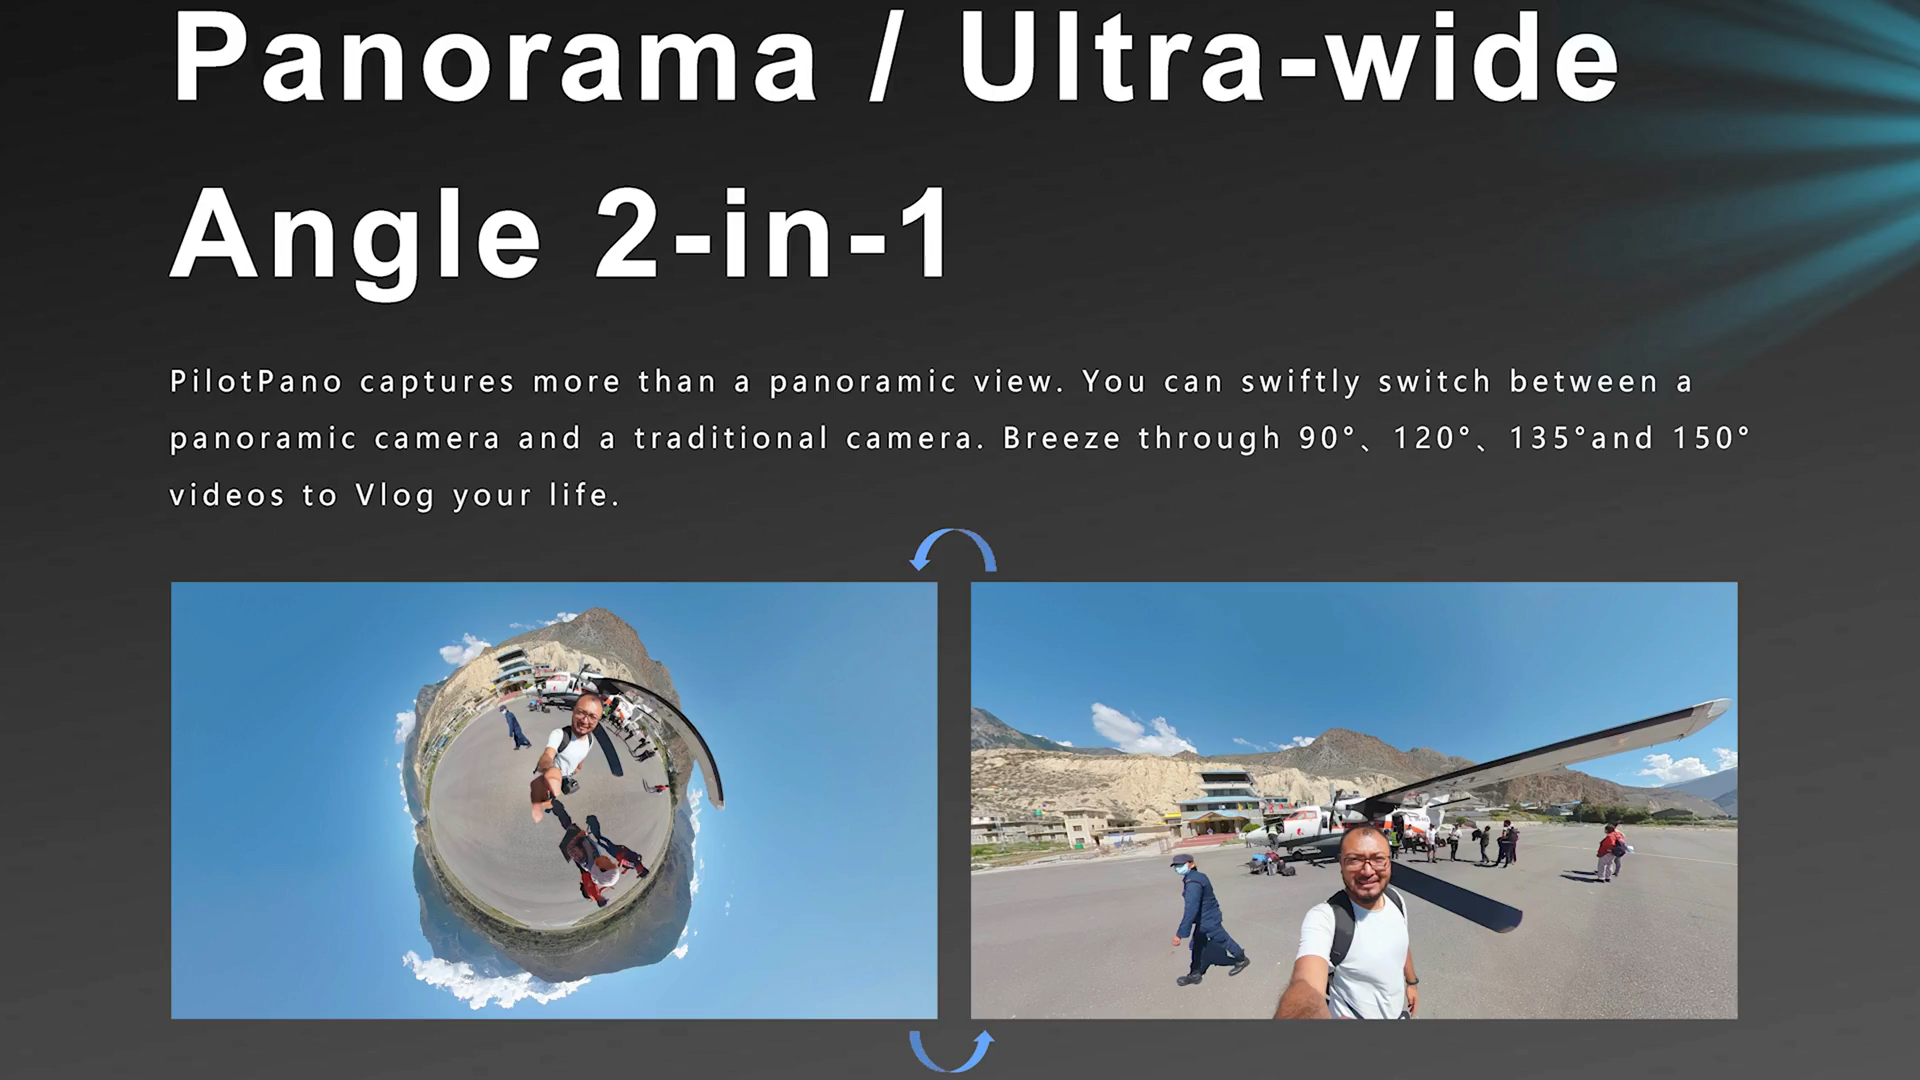 Panorama / Ultra-wide
Angle 2-in-1
PilotPano captures more than a panoramic view. You can swiftly switch between a
panoramic camera and a traditional camera. Breeze through 90°、120°、135°and 150°
videos to Vlog your life.